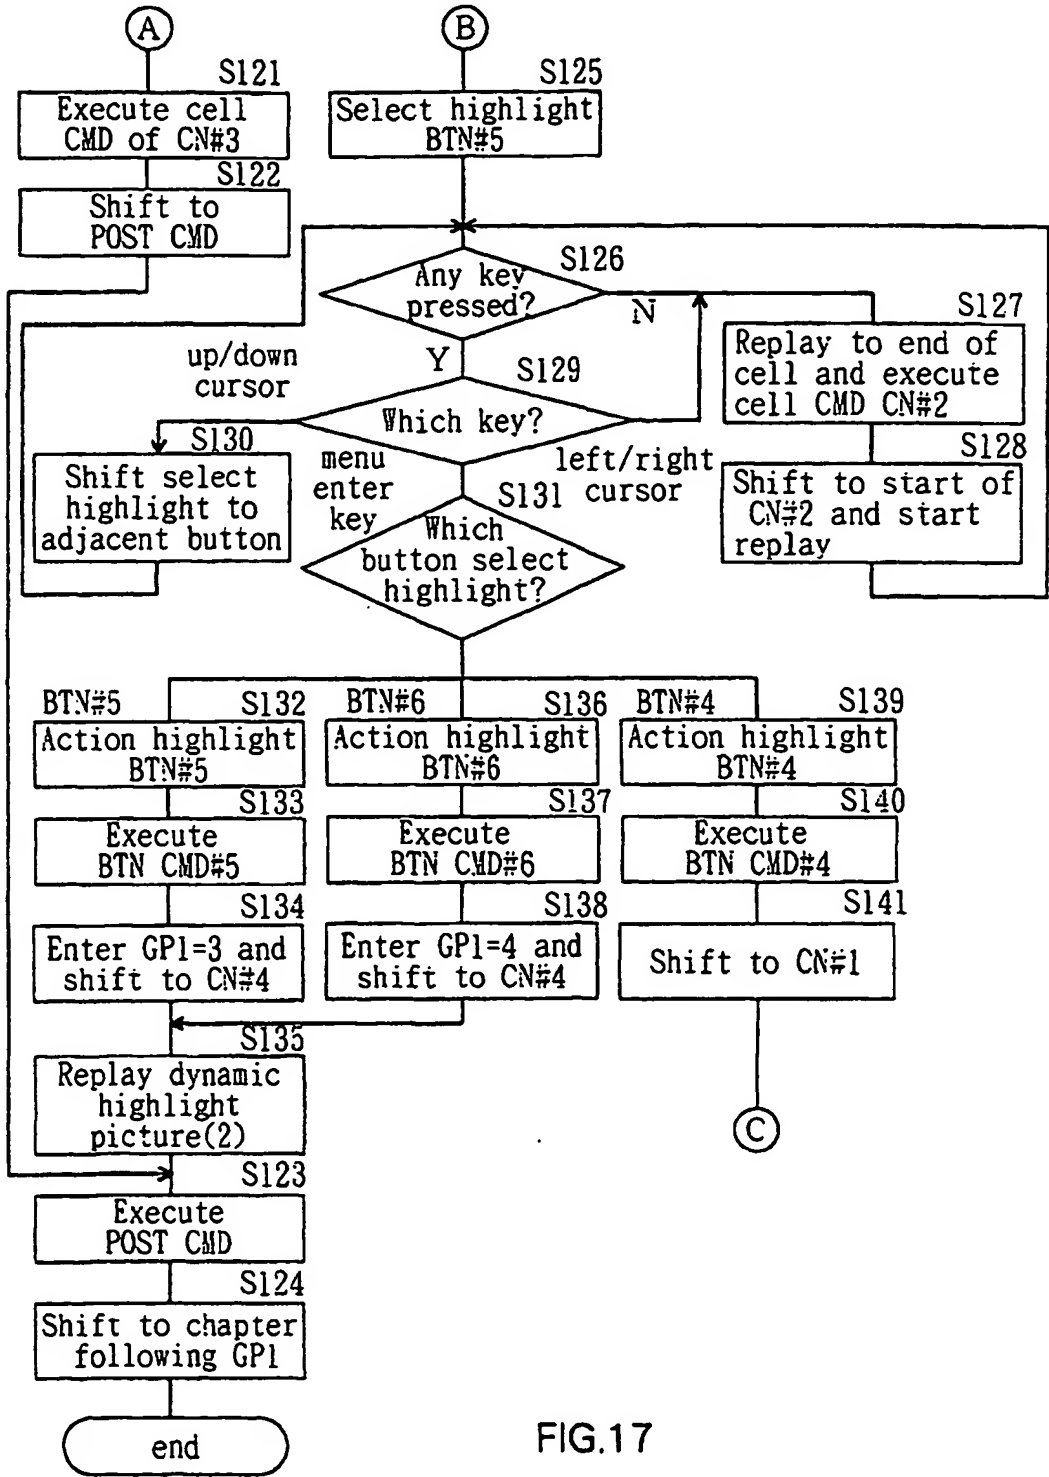 A
B
S121
Execute cell
CMD of CN#3
S122
Shift to
POST CMD
S125
Select highlight
BTN#5
S126
Any key
pressed?
N
Y
S127
Replay to end of
cell and execute
cell CMD CN#2
S128
Shift to start of
CN#2 and start
replay
up/down
cursor
S129
Which key?
S130
Shift select
highlight to
adjacent button
menu
enter
key
left/right
cursor
S131
Which
button select
highlight?
BTN#5
S132
Action highlight
BTN#5
S133
Execute
BTN CMD#5
S134
Enter GP1=3 and
shift to CN#4
BTN#6
S136
Action highlight
BTN#6
S137
Execute
BTN CMD#6
S138
Enter GP1=4 and
shift to CN#4
BTN#4
S139
Action highlight
BTN#4
S140
Execute
BTN CMD#4
S141
Shift to CN#1
C
S135
Replay dynamic
highlight
picture(2)
S123
Execute
POST CMD
S124
Shift to chapter
following GP1
end
FIG.17